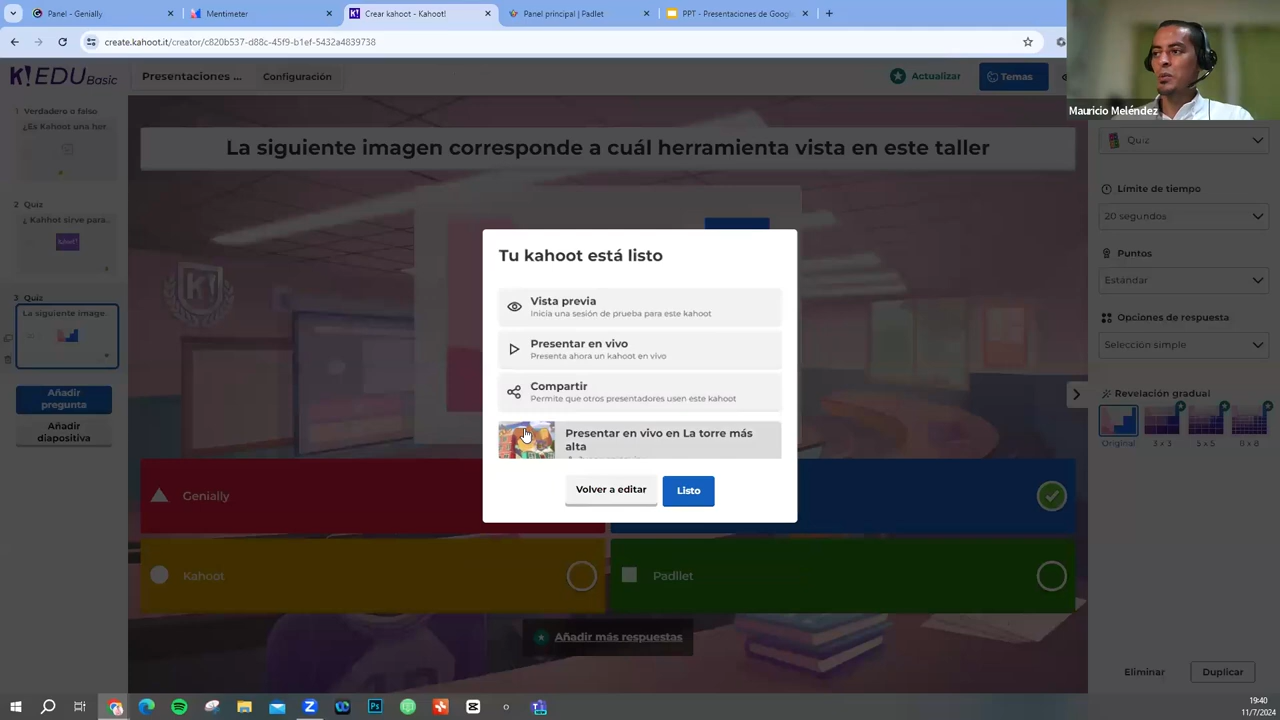 Panel - Genially
Mentimeter
Crear kahoot - Kahoot!
Panel principal | Padlet
PPT - Presentaciones de Google
create.kahoot.it/creator/c820b537-d88c-45f9-b1ef-5432a4839738
K! EDU Basic
Presentaciones ...
Configuración
Actualizar
Temas
Mauricio Meléndez
1 Verdadero o falso
¿Es Kahoot una her
2 Quiz
¿ Kahhot sirve para
Kahoot!
3 Quiz
La siguiente image
Añadir pregunta
Añadir diapositiva
La siguiente imagen corresponde a cuál herramienta vista en este taller
Tu kahoot está listo
Vista previa
Inicia una sesión de prueba para este kahoot
Presentar en vivo
Presenta ahora un kahoot en vivo
Compartir
Permite que otros presentadores usen este kahoot
Presentar en vivo en La torre más
alta
Volver a editar
Listo
Genially
Kahoot
Padllet
Añadir más respuestas
Quiz
Límite de tiempo
20 segundos
Puntos
Estándar
Opciones de respuesta
Selección simple
Revelación gradual
Original
3 x 3
5 x 5
8 x 8
Eliminar
Duplicar
19:40
11/7/2024